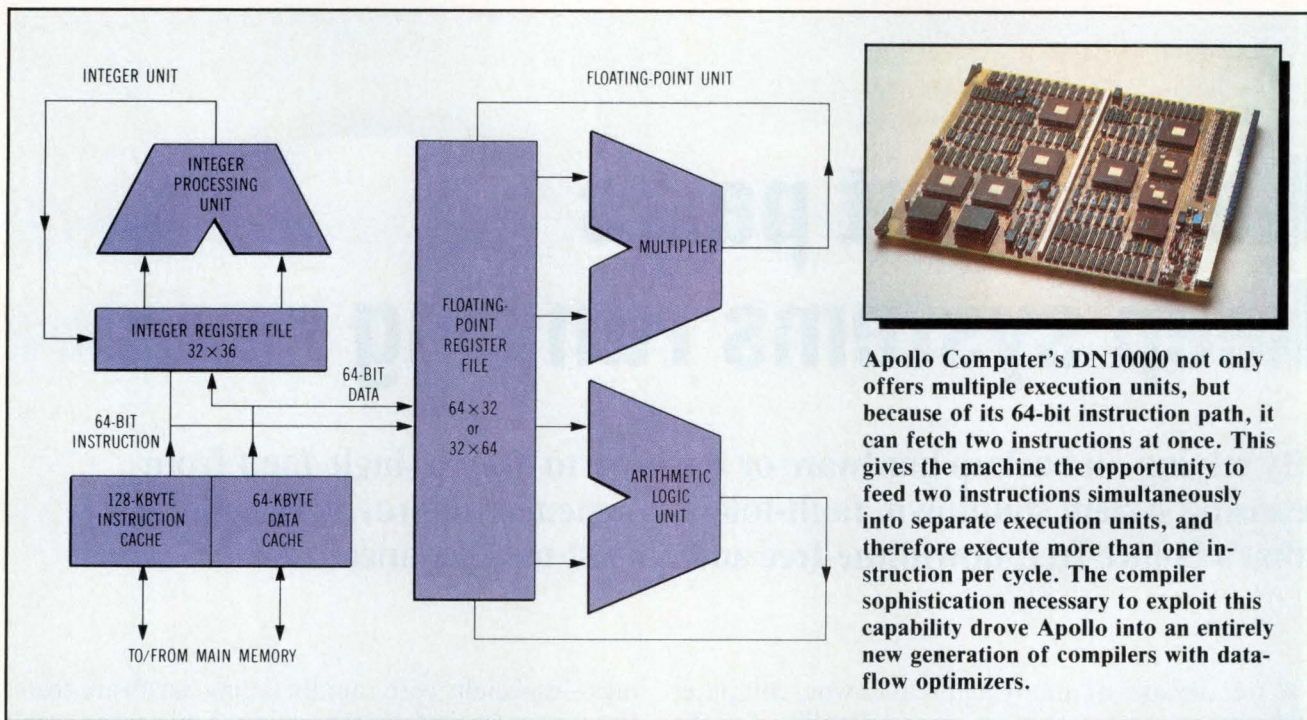 INTEGER UNIT
INTEGER
PROCESSING
UNIT
INTEGER REGISTER FILE
32×36
64-BIT
DATA
64-BIT
INSTRUCTION
128-KBYTE
INSTRUCTION
CACHE
64-KBYTE
DATA
CACHE
TO/FROM MAIN MEMORY
FLOATING-POINT UNIT
FLOATING-
POINT
REGISTER
FILE
64×32
or
32×64
MULTIPLIER
ARITHMETIC
LOGIC
UNIT
Apollo Computer's DN10000 not only
offers multiple execution units, but
because of its 64-bit instruction path, it
can fetch two instructions at once. This
gives the machine the opportunity to
feed two instructions simultaneously
into separate execution units, and
therefore execute more than one in-
struction per cycle. The compiler
sophistication necessary to exploit this
capability drove Apollo into an entirely
new generation of compilers with data-
flow optimizers.